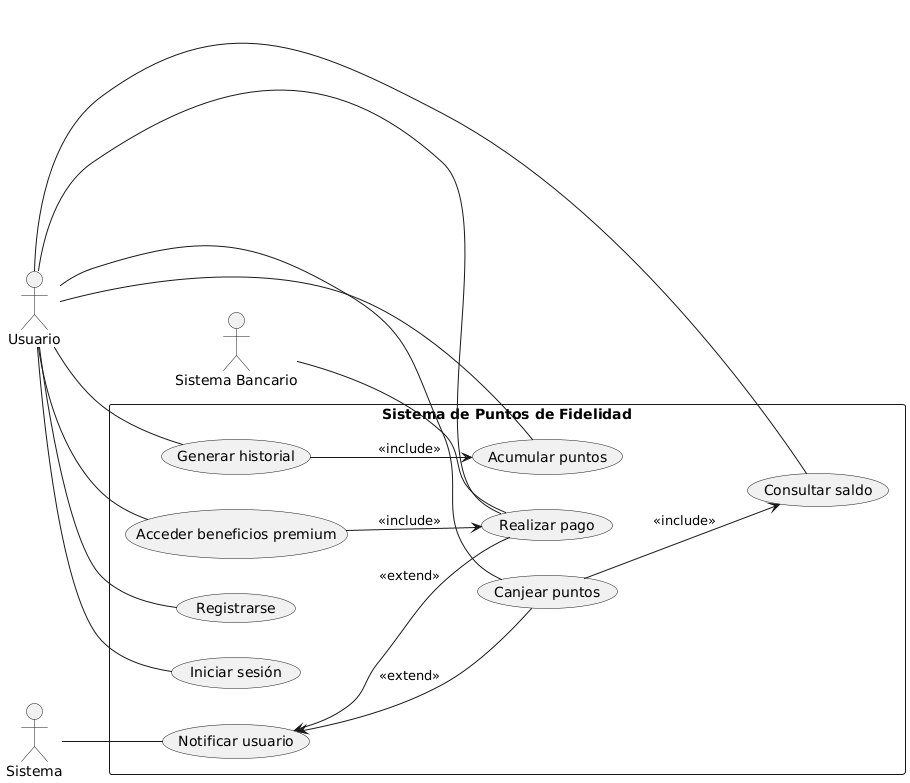 Usuario
Sistema Bancario
Sistema de Puntos de Fidelidad
Generar historial
«include»
Acumular puntos
Consultar saldo
Acceder beneficios premium
«include»
Realizar pago
«include»
«extend»
Canjear puntos
Registrarse
Iniciar sesión
«extend»
Notificar usuario
Sistema